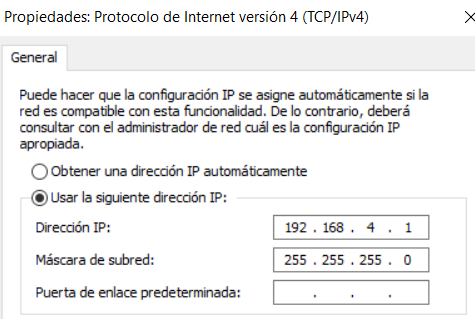 Propiedades: Protocolo de Internet versión 4 (TCP/IPv4)
General
Puede hacer que la configuración IP se asigne automáticamente si la
red es compatible con esta funcionalidad. De lo contrario, deberá
consultar con el administrador de red cuál es la configuración IP
apropiada.
Obtener una dirección IP automáticamente
Usar la siguiente dirección IP:
Dirección IP: 192 . 168 . 4 . 1
Máscara de subred: 255 . 255 . 255 . 0
Puerta de enlace predeterminada: . . .